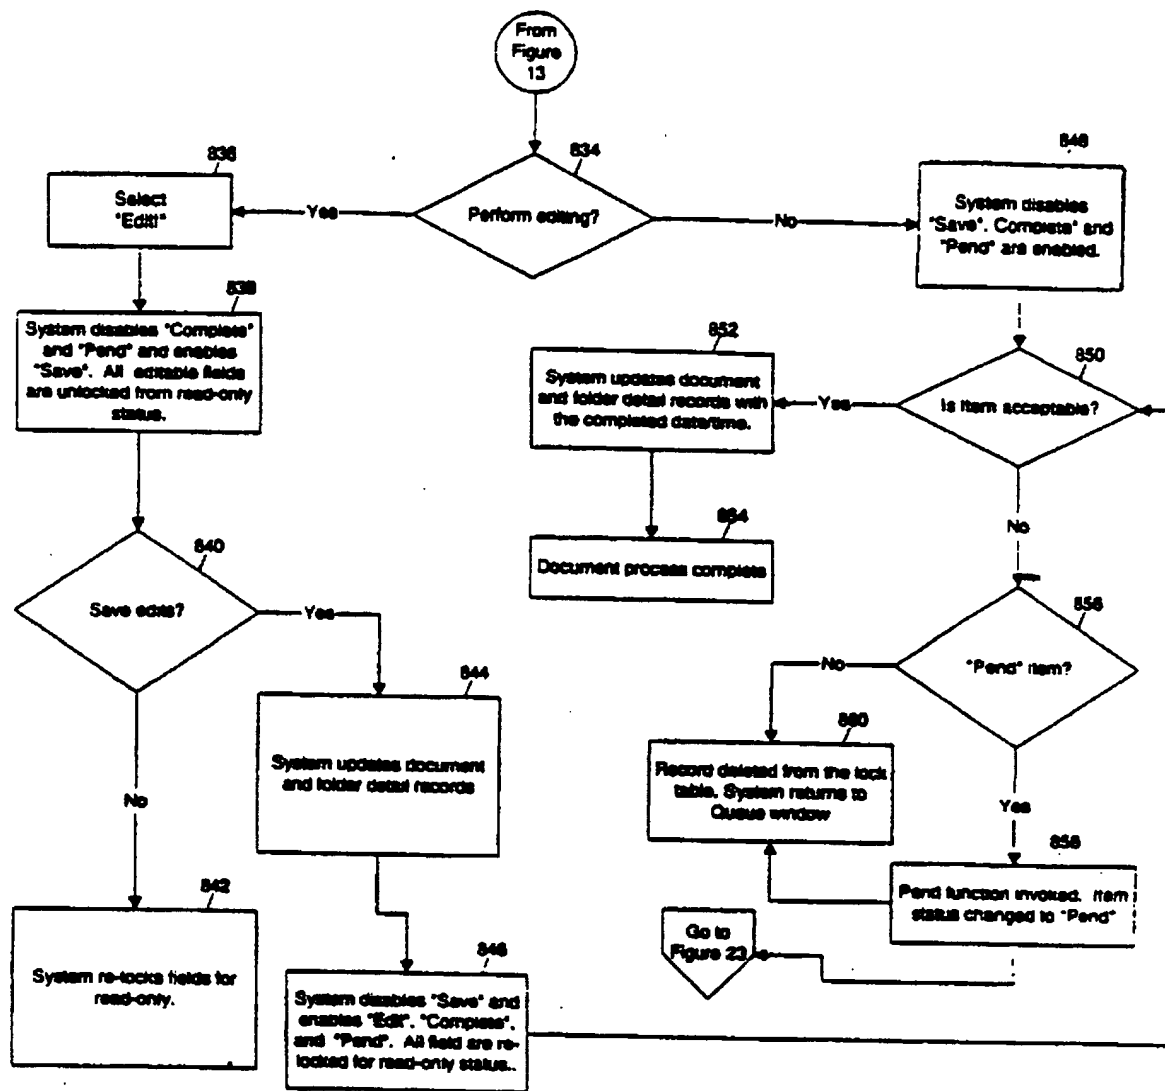 From
Figure
13
834
Perform editing?
Yes
No
836
Select
"Edit!"
838
System disables "Complete"
and "Pend" and enables
"Save". All editable fields
are unlocked from read-only
status.
840
Save edits?
Yes
No
842
System re-locks fields for
read-only.
844
System updates document
and folder detail records
846
System disables "Save" and
enables "Edit", "Complete",
and "Pend". All field are re-
locked for read-only status..
848
System disables
"Save". Complete" and
"Pend" are enabled.
850
Is item acceptable?
Yes
No
852
System updates document
and folder detail records with
the completed date/time.
854
Document process complete
856
"Pend" item?
No
Yes
860
Record deleted from the lock
table. System returns to
Queue window
858
Pend function invoked. Item
status changed to "Pend"
Go to
Figure 23